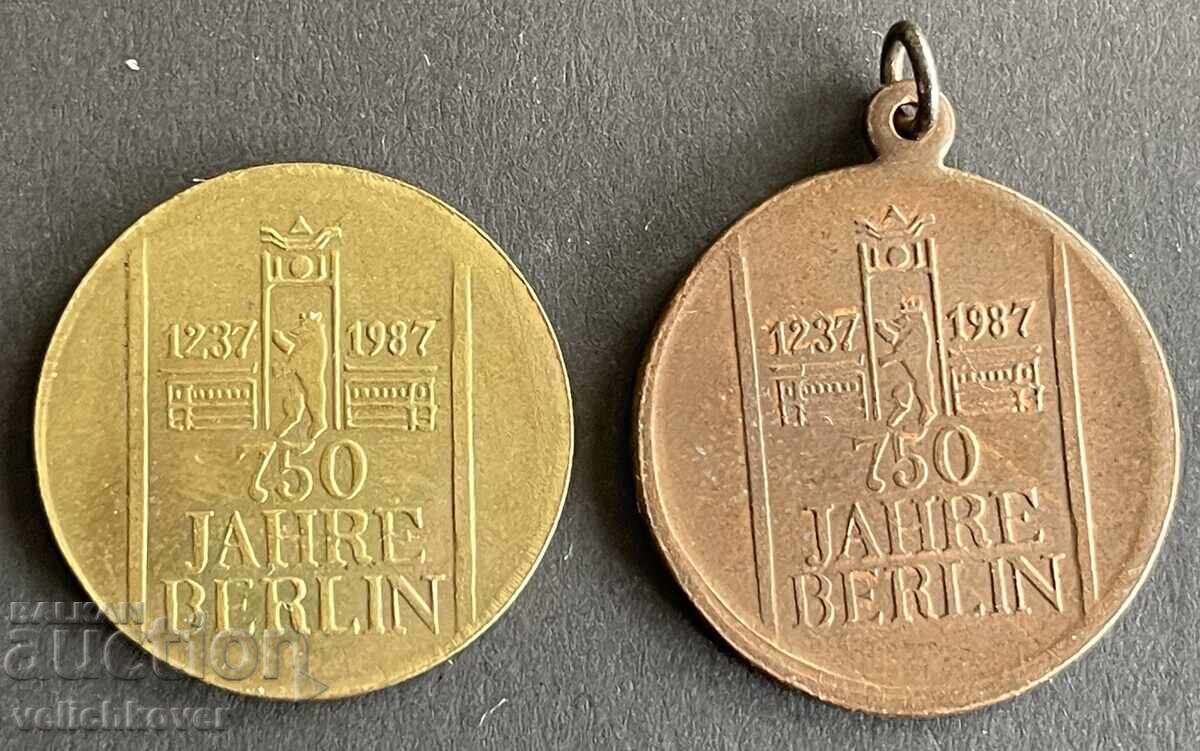 1237 1987
750
JAHRE
BERLIN
1237 1987
750
JAHRE
BERLIN
BALKAN
auction
velichkover